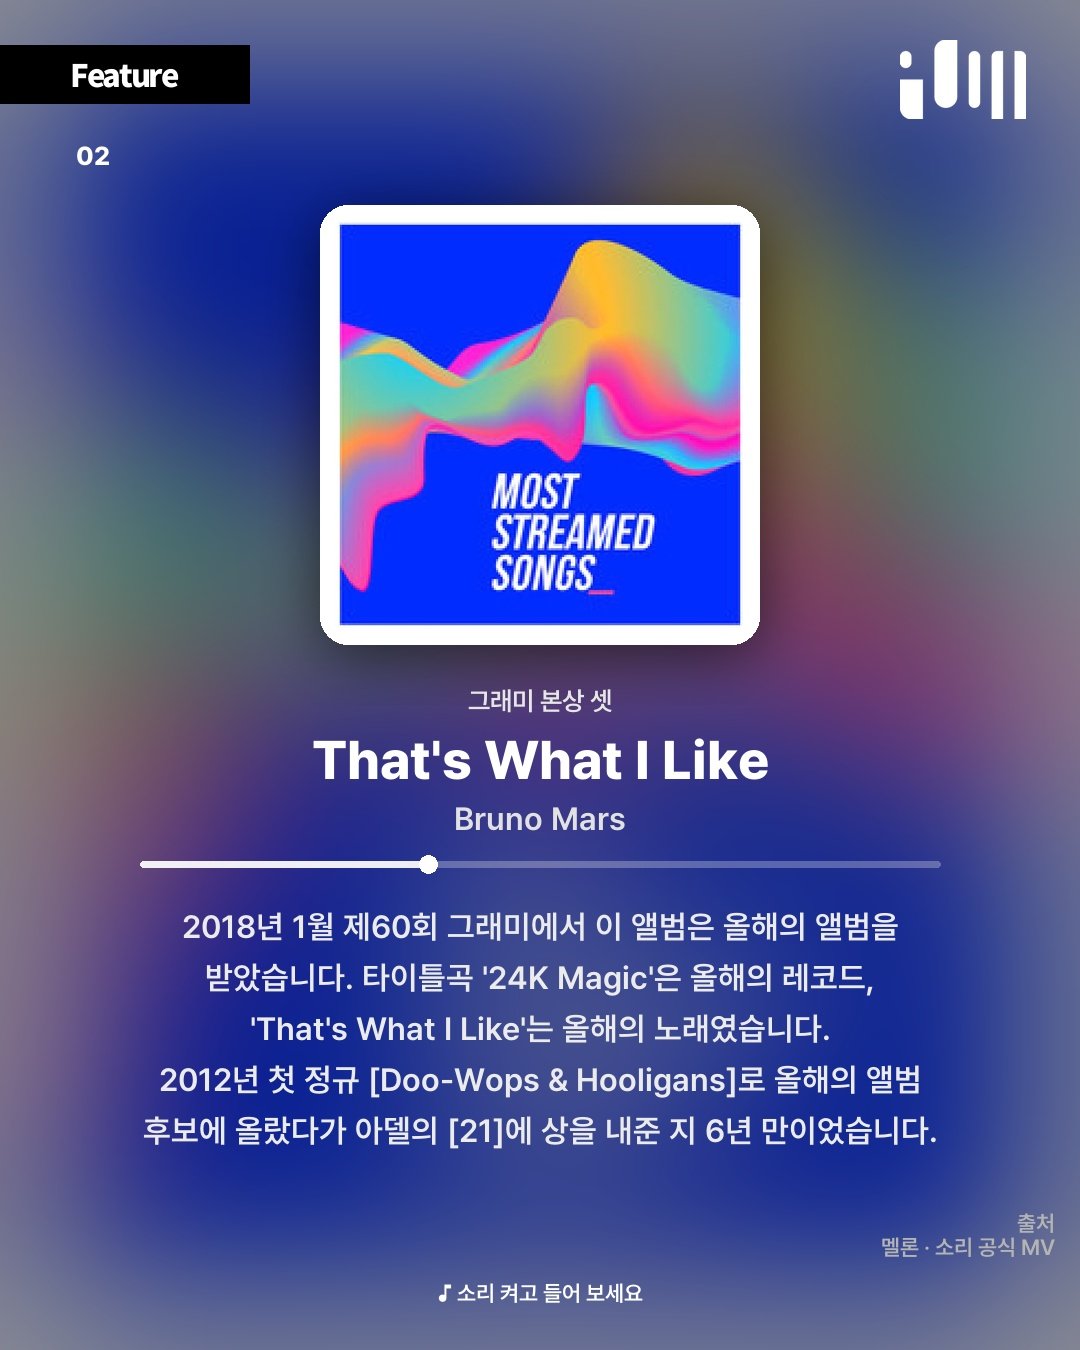 Feature
idm
02
MOST
STREAMED
SONGS_
그래미 본상 셋
That's What I Like
Bruno Mars
2018년 1월 제60회 그래미에서 이 앨범은 올해의 앨범을
받았습니다. 타이틀곡 '24K Magic'은 올해의 레코드,
'That's What I Like'는 올해의 노래였습니다.
2012년 첫 정규 [Doo-Wops & Hooligans]로 올해의 앨범
후보에 올랐다가 아델의 [21]에 상을 내준 지 6년 만이었습니다.
출처
멜론 · 소리 공식 MV
♪ 소리 켜고 들어 보세요